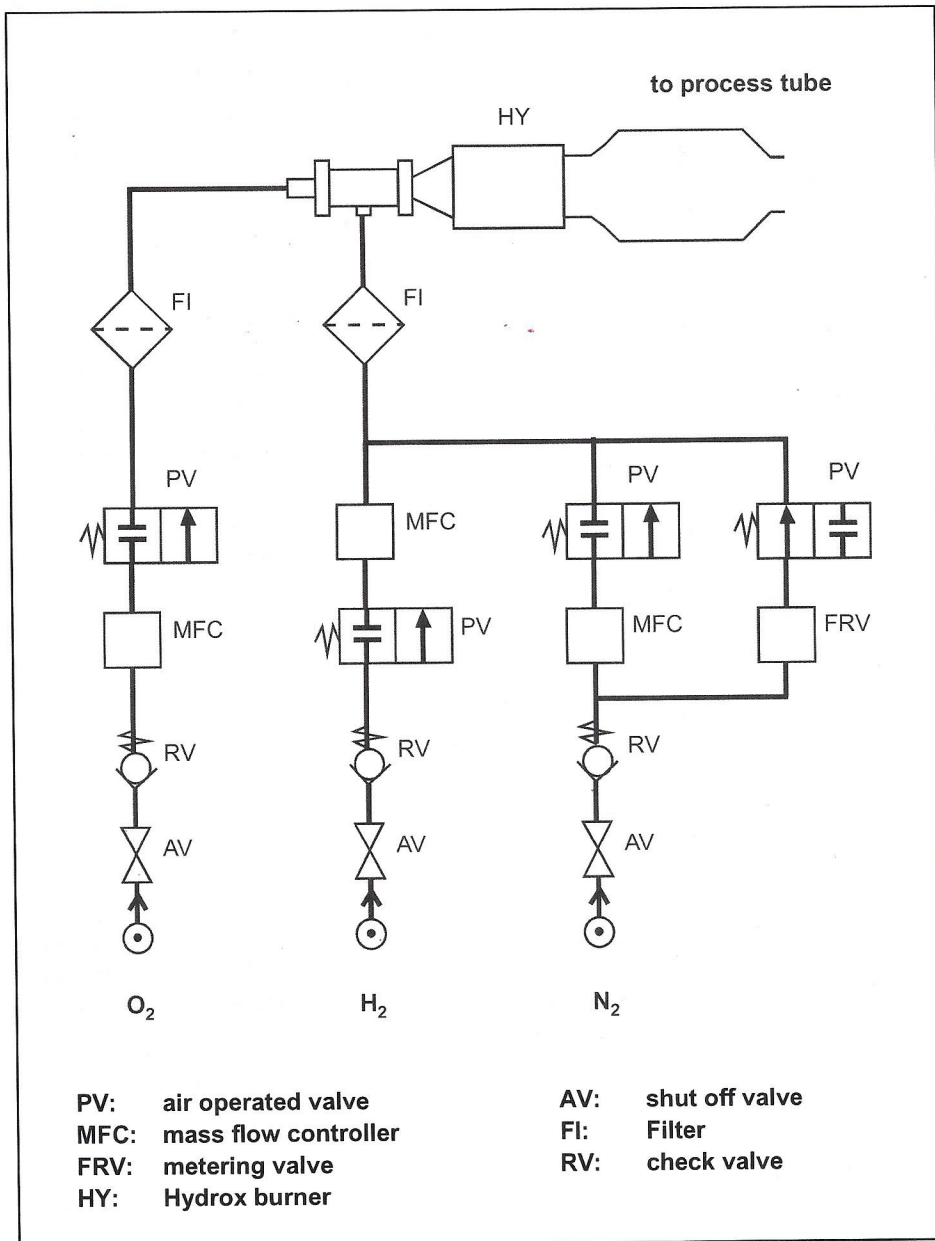 to process tube
HY
FI
FI
PV
PV
PV
MFC
MFC
PV
MFC
FRV
RV
RV
RV
AV
AV
AV
O₂
H₂
N₂
PV: air operated valve
MFC: mass flow controller
FRV: metering valve
HY: Hydrox burner
AV: shut off valve
FI: Filter
RV: check valve